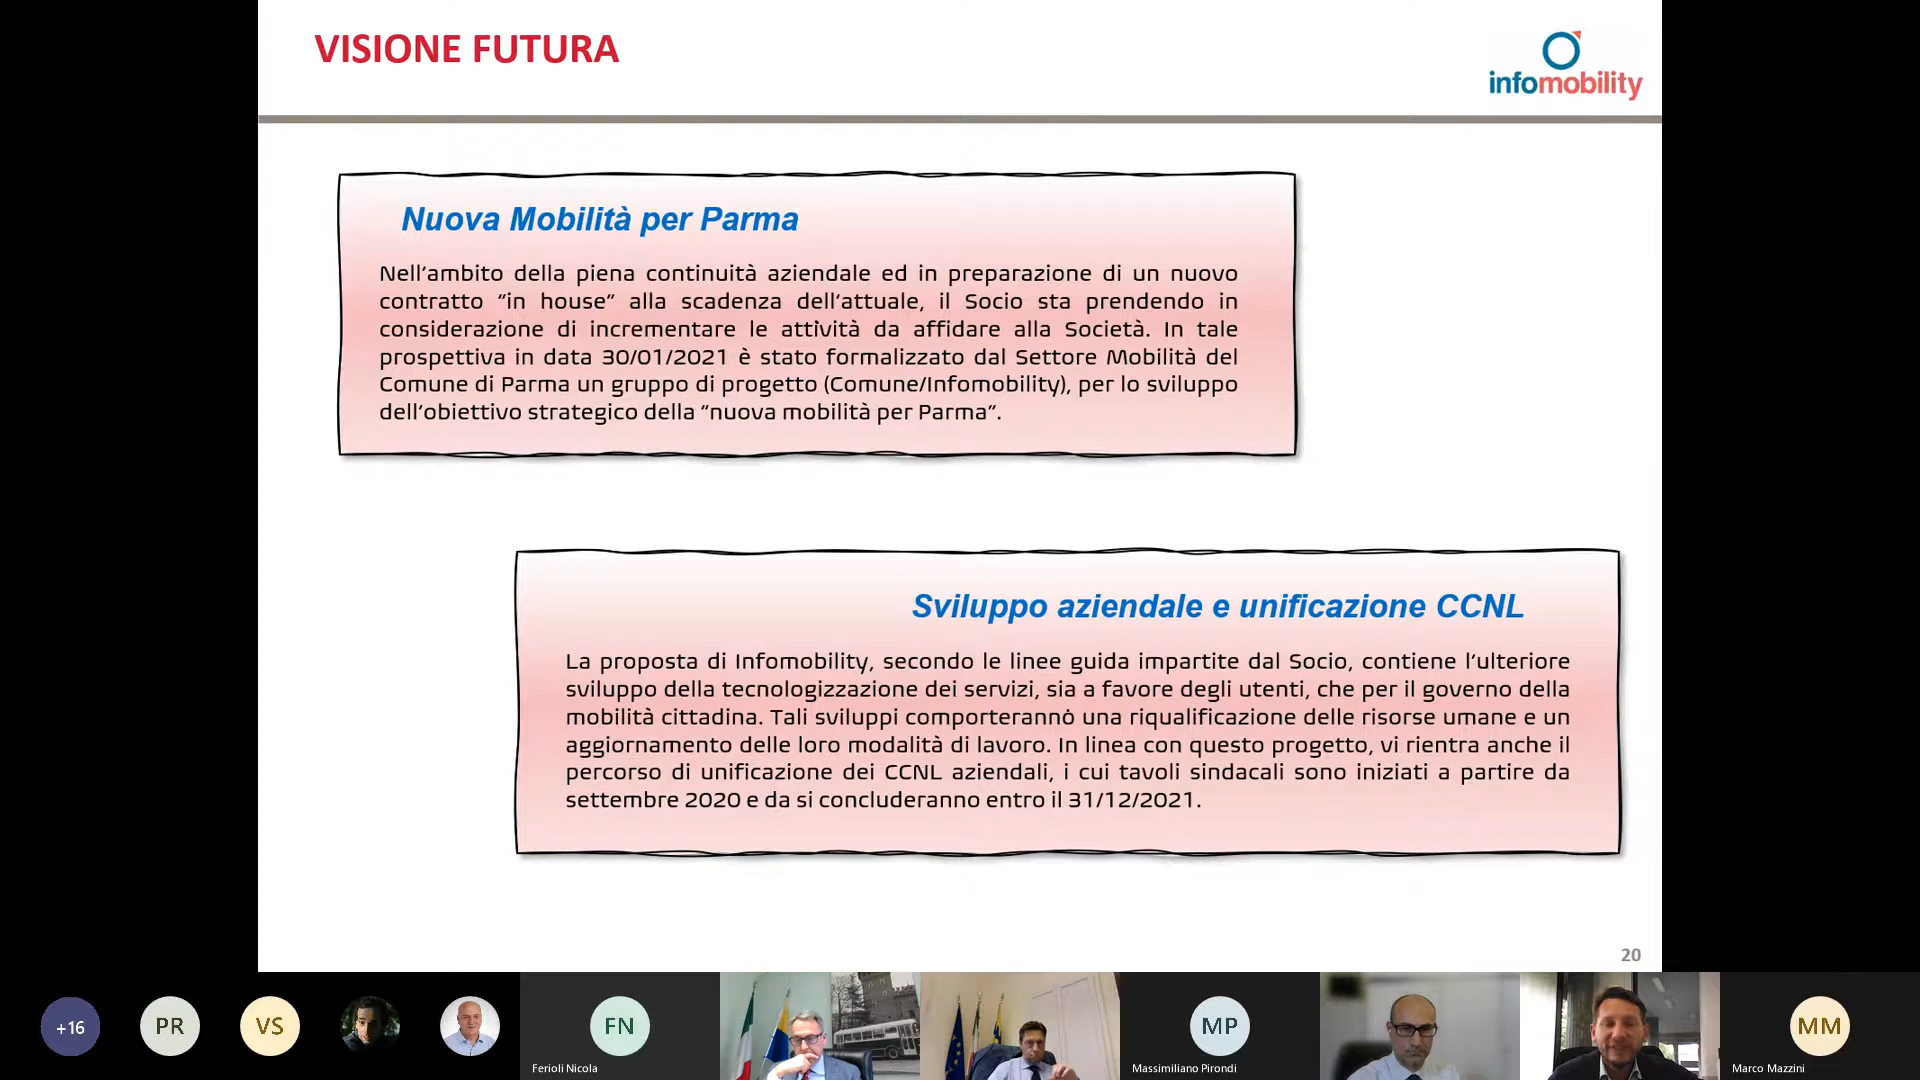 VISIONE FUTURA
infomobility
Nuova Mobilità per Parma
Nell'ambito della piena continuità aziendale ed in preparazione di un nuovo
contratto "in house" alla scadenza dell'attuale, il Socio sta prendendo in
considerazione di incrementare le attività da affidare alla Società. In tale
prospettiva in data 30/01/2021 è stato formalizzato dal Settore Mobilità del
Comune di Parma un gruppo di progetto (Comune/Infomobility), per lo sviluppo
dell'obiettivo strategico della "nuova mobilità per Parma".
Sviluppo aziendale e unificazione CCNL
La proposta di Infomobility, secondo le linee guida impartite dal Socio, contiene l'ulteriore
sviluppo della tecnologizzazione dei servizi, sia a favore degli utenti, che per il governo della
mobilità cittadina. Tali sviluppi comporteranno una riqualificazione delle risorse umane e un
aggiornamento delle loro modalità di lavoro. In linea con questo progetto, vi rientra anche il
percorso di unificazione dei CCNL aziendali, i cui tavoli sindacali sono iniziati a partire da
settembre 2020 e da si concluderanno entro il 31/12/2021.
20
+16
PR
VS
FN
Ferioli Nicola
MP
Massimiliano Pirondi
MM
Marco Mazzini